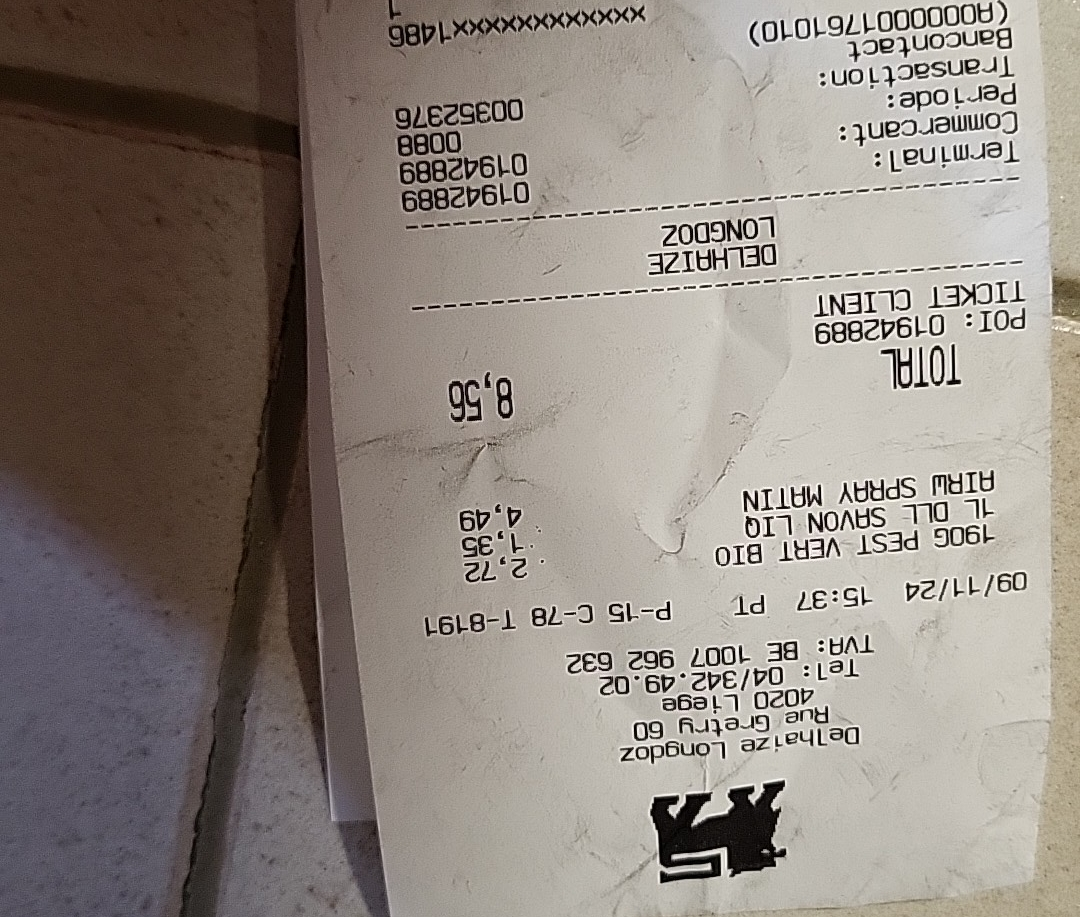 Delhaize Longdoz
Rue Gretry 60
4020 Liege
Tel: 04/342.49.02
TVA: BE 1007 962 632
09/11/24 15:37 PT P-15 C-78 T-8191
190G PEST VERT BIO 2,72
1L DLL SAVON LIQ 1,35
AIRW SPRAY MATIN 4,49
TOTAL 8,56
POI: 01942889
TICKET CLIENT
--------------------------------
DELHAIZE
LONGDOZ
--------------------------------
Terminal: 01942889
Commercant: 01942889
Periode: 0088
Transaction: 00352376
Bancontact
(A0000001761010) xxxxxxxxxxxxx1486
1